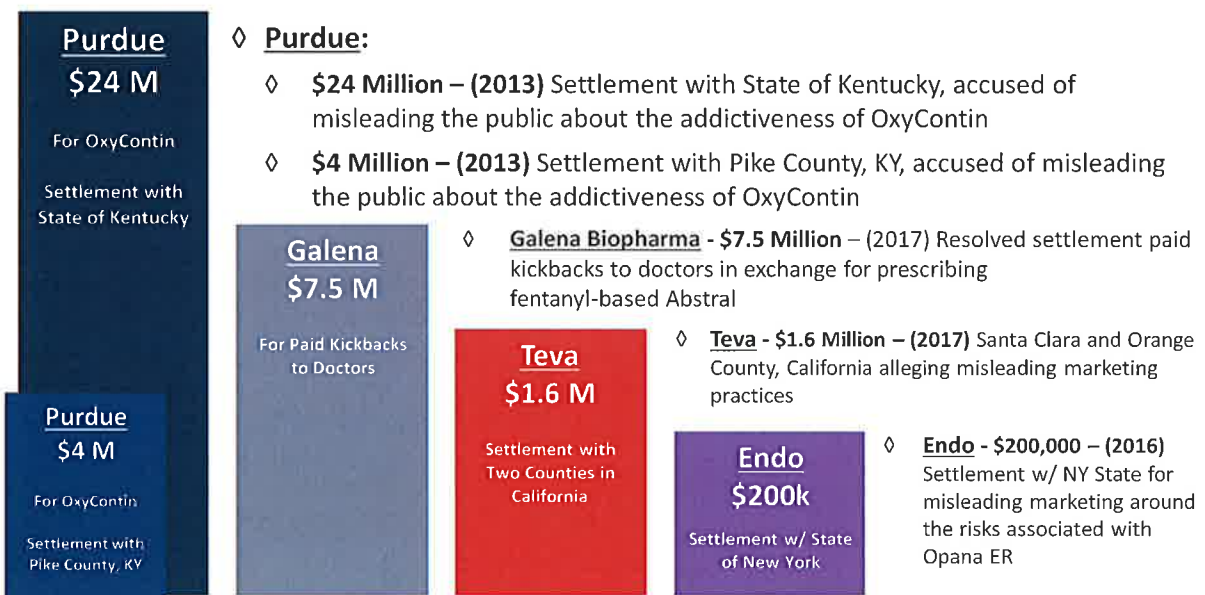 Purdue
$24 M
For OxyContin
Settlement with
State of Kentucky
Purdue
$4 M
For OxyContin
Settlement with
Pike County, KY
◊ Purdue:
◊ $24 Million – (2013) Settlement with State of Kentucky, accused of
misleading the public about the addictiveness of OxyContin
◊ $4 Million – (2013) Settlement with Pike County, KY, accused of misleading
the public about the addictiveness of OxyContin
Galena
$7.5 M
For Paid Kickbacks
to Doctors
◊ Galena Biopharma - $7.5 Million – (2017) Resolved settlement paid
kickbacks to doctors in exchange for prescribing
fentanyl-based Abstral
Teva
$1.6 M
Settlement with
Two Counties in
California
◊ Teva - $1.6 Million – (2017) Santa Clara and Orange
County, California alleging misleading marketing
practices
Endo
$200k
Settlement w/ State
of New York
◊ Endo - $200,000 – (2016)
Settlement w/ NY State for
misleading marketing around
the risks associated with
Opana ER